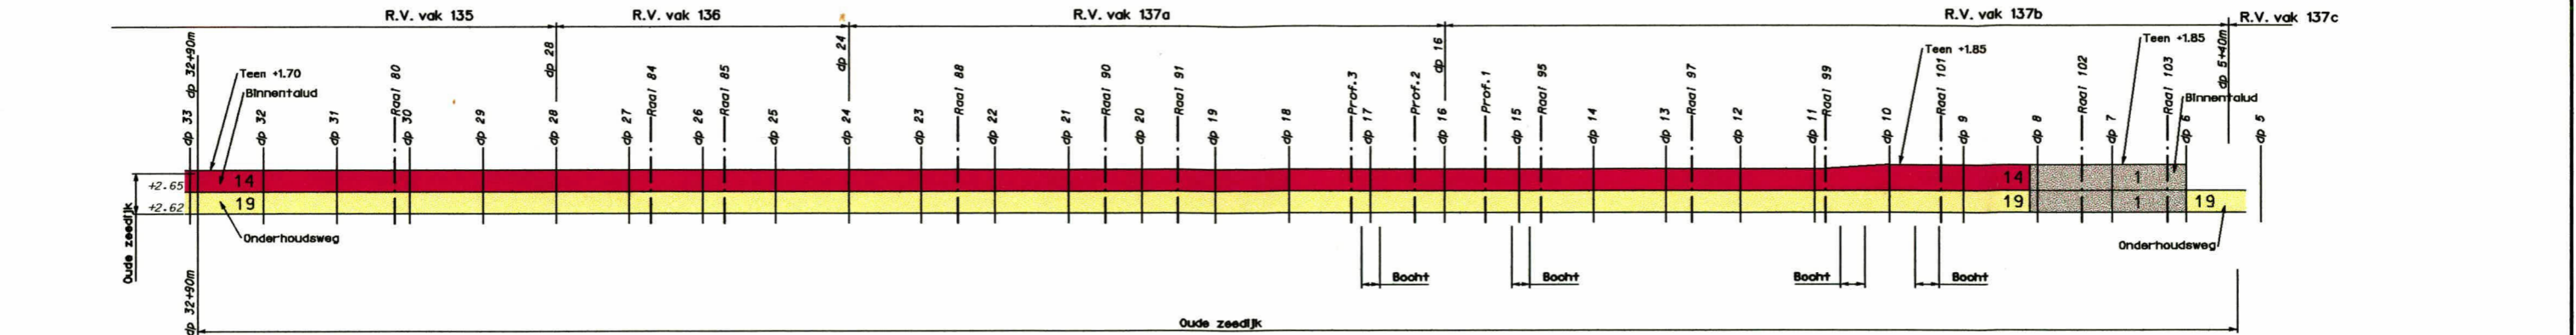 R.V. vak 135
R.V. vak 136
R.V. vak 137a
R.V. vak 137b
R.V. vak 137c
dp 32+90m
dp 28
dp 24
dp 16
dp 5+40m
Teen +1.70
Binnentalud
Teen +1.85
Teen +1.85
Binnentalud
dp 33
dp 32
dp 31
Raai 80
dp 30
dp 29
dp 28
dp 27
Raai 84
dp 26
Raai 85
dp 25
dp 24
dp 23
Raai 88
dp 22
dp 21
Raai 90
dp 20
Raai 91
dp 19
dp 18
Prof.3
dp 17
Prof.2
dp 16
Prof.1
dp 15
Raai 95
dp 14
dp 13
Raai 97
dp 12
dp 11
Raai 99
dp 10
Raai 101
dp 9
dp 8
Raai 102
dp 7
Raai 103
dp 6
dp 5
+2.65
14
14
1
+2.62
19
19
1
19
Oude zeedijk
Onderhoudsweg
Onderhoudsweg
Bocht
Bocht
Bocht
Bocht
dp 32+90m
Oude zeedijk